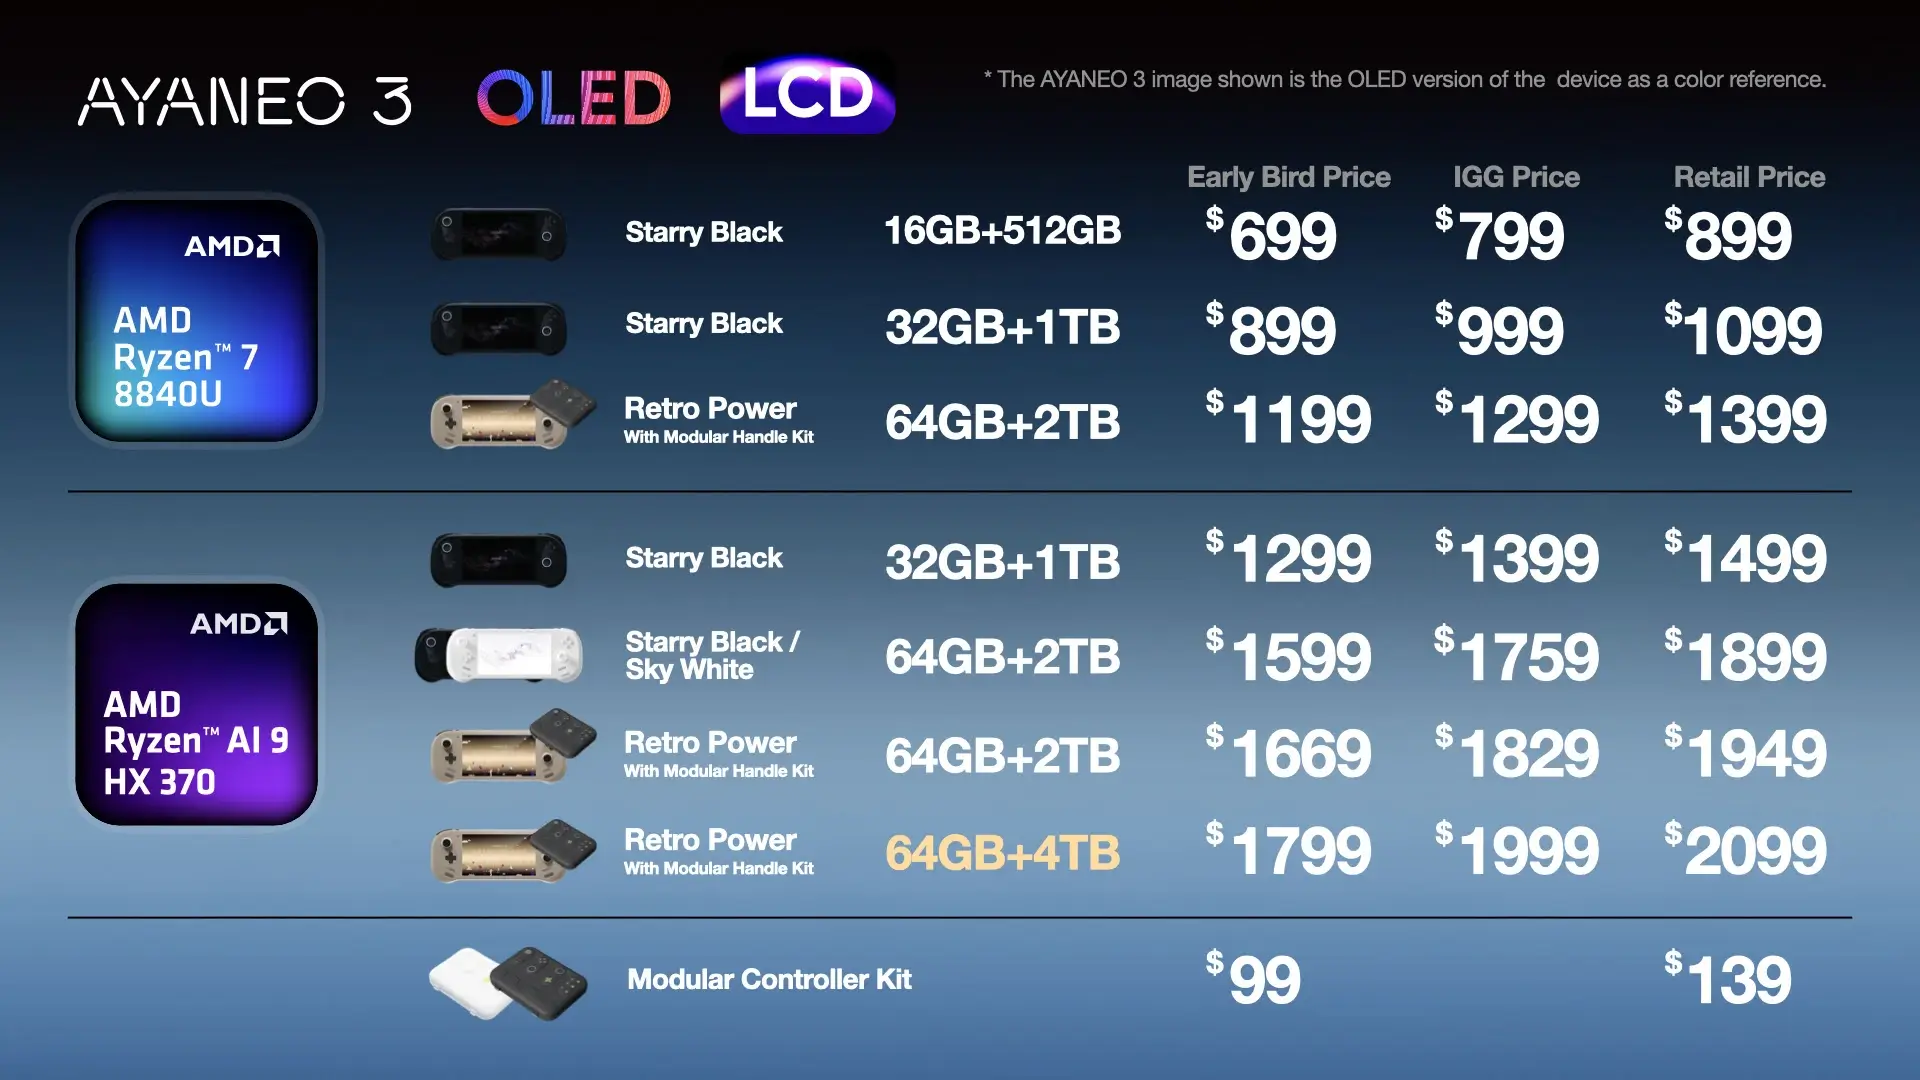 AYANEO 3 OLED LCD * The AYANEO 3 image shown is the OLED version of the device as a color reference.
Early Bird Price IGG Price Retail Price
AMD
AMD
Ryzen™ 7
8840U
Starry Black 16GB+512GB $699 $799 $899
Starry Black 32GB+1TB $899 $999 $1099
Retro Power
With Modular Handle Kit
64GB+2TB $1199 $1299 $1399
AMD
AMD
Ryzen™ AI 9
HX 370
Starry Black 32GB+1TB $1299 $1399 $1499
Starry Black /
Sky White
64GB+2TB $1599 $1759 $1899
Retro Power
With Modular Handle Kit
64GB+2TB $1669 $1829 $1949
Retro Power
With Modular Handle Kit
64GB+4TB $1799 $1999 $2099
Modular Controller Kit $99 $139